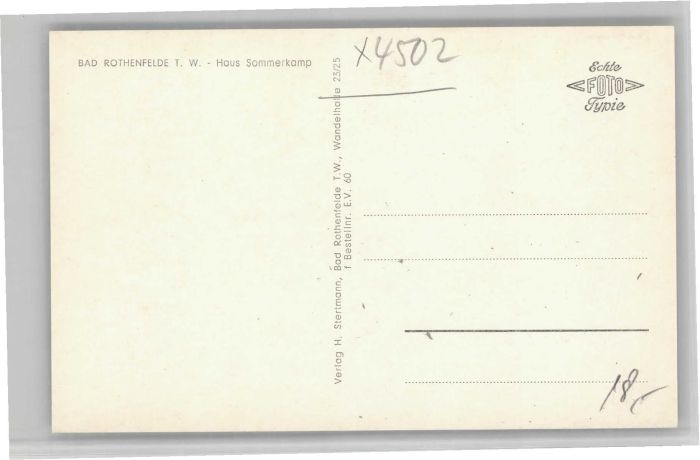 BAD ROTHENFELDE T. W. - Haus Sommerkamp
Verlag H. Stertmann, Bad Rothenfelde T.W., Wandelhalle 23/25
f Bestellnr. E.V. 60
x4502
Echte
FOTO
Typie
18,-